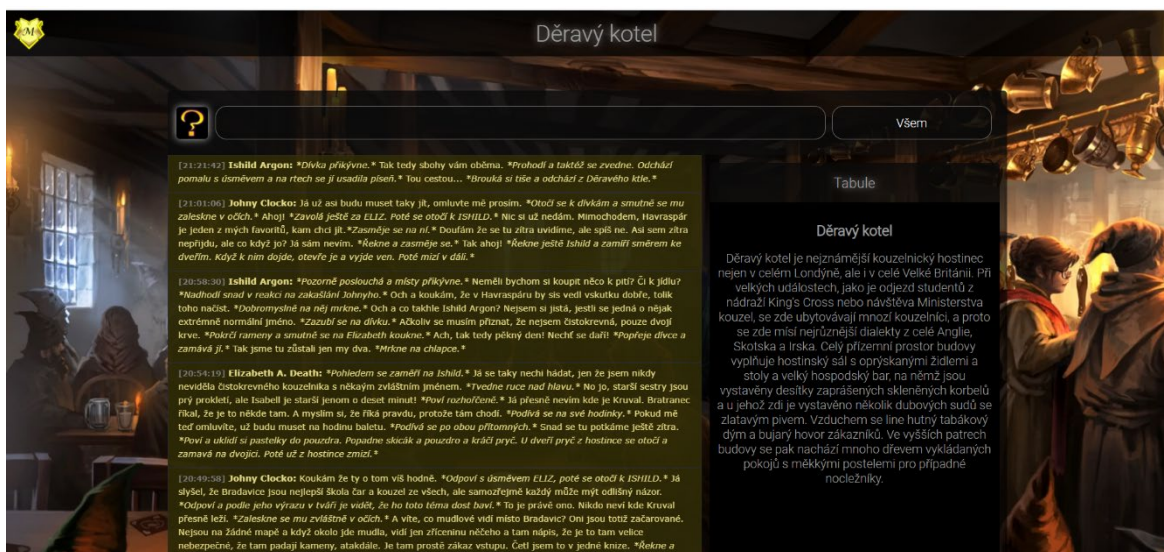 M
Děravý kotel
?
Všem
[21:21:42] Ishild Argon: *Dívka přikývne.* Tak tedy sbohy vám oběma. *Prohodí a taktéž se zvedne. Odchází
pomalu s úsměvem a na rtech se jí usadila píseň.* Tou cestou... *Brouká si tiše a odchází z Děravého ktle.*
[21:01:06] Johny Clocko: Já už asi budu muset taky jít, omluvte mě prosím. *Otočí se k dívkám a smutně se mu
zaleskne v očích.* Ahoj! *Zavolá ještě za ELIZ. Poté se otočí k ISHILD.* Nic si už nedám. Mimochodem, Havraspár
je jeden z mých favoritů, kam chci jít.*Zasměje se na ní.* Doufám že se tu zítra uvidíme, ale spíš ne. Asi sem zítra
nepřijdu, ale co když jo? Já sám nevím. *Řekne a zasměje se.* Tak ahoj! *Řekne ještě Ishild a zamíří směrem ke
dveřím. Když k nim dojde, otevře je a vyjde ven. Poté mizí v dáli.*
[20:58:30] Ishild Argon: *Pozorně poslouchá a místy přikývne.* Neměli bychom si koupit něco k pití? Či k jídlu?
*Nadhodí snad v reakci na zakašlání Johnyho.* Och a koukám, že v Havraspáru by sis vedl vskutku dobře, tolik
toho načíst. *Dobromyslně na něj mrkne.* Och a co takhle Ishild Argon? Nejsem si jistá, jestli se jedná o nějak
extrémně normální jméno. *Zazubí se na dívku.* Ačkoliv se musím přiznat, že nejsem čistokrevná, pouze dvojí
krve. *Pokrčí rameny a smutně se na Elizabeth koukne.* Ach, tak tedy pěkný den! Nechť se daří! *Popřeje dívce a
zamává jí.* Tak jsme tu zůstali jen my dva. *Mrkne na chlapce.*
[20:54:19] Elizabeth A. Death: *Pohledem se zaměří na Ishild.* Já se taky nechi hádat, jen že jsem nikdy
neviděla čistokrevného kouzelníka s někaým zvláštním jménem. *Tvedne ruce nad hlavu.* No jo, starší sestry jsou
prý prokletí, ale Isabell je starší jenom o deset minut! *Poví rozhořčeně.* Já přesně nevím kde je Kruval. Bratranec
říkal, že je to někde tam. A myslím si, že říká pravdu, protože tám chodí. *Podívá se na své hodinky.* Pokud mě
teď omluvíte, už budu muset na hodinu baletu. *Podívá se po obou přítomných.* Snad se tu potkáme ještě zítra.
*Poví a uklidí si pastelky do pouzdra. Popadne skicák a pouzdro a kráčí pryč. U dveří pryč z hostince se otočí a
zamavá na dvojici. Poté už z hostince zmizí.*
[20:49:58] Johny Clocko: Koukám že ty o tom víš hodně. *Odpoví s úsměvem ELIZ, poté se otočí k ISHILD.* Já
slyšel, že Bradavice jsou nejlepší škola čar a kouzel ze všech, ale samozřejmě každý může mýt odlišný názor.
*Odpoví a podle jeho výrazu v tváři je vidět, že ho toto téma dost baví.* To je právě ono. Nikdo neví kde Kruval
přesně leží. *Zaleskne se mu zvláštně v očích.* A víte, co mudlové vidí místo Bradavic? Oni jsou totiž začarované.
Nejsou na žádné mapě a když okolo jde mudla, vidí jen zříceninu něčeho a tam nápis, že je to tam velice
nebezpečné, že tam padají kameny, atakdále. Je tam prostě zákaz vstupu. Četl jsem to v jedné knize. *Řekne a
Tabule
Děravý kotel
Děravý kotel je nejznámější kouzelnický hostinec
nejen v celém Londýně, ale i v celé Velké Británii. Při
velkých událostech, jako je odjezd studentů z
nádraží King's Cross nebo návštěva Ministerstva
kouzel, se zde ubytovávají mnozí kouzelníci, a proto
se zde mísí nejrůznější dialekty z celé Anglie,
Skotska a Irska. Celý přízemní prostor budovy
vyplňuje hostinský sál s oprýskanými židlemi a
stoly a velký hospodský bar, na němž jsou
vystavěny desítky zaprášených skleněných korbelů
a u jehož zdi je vystavěno několik dubových sudů se
zlatavým pivem. Vzduchem se line hutný tabákový
dým a bujarý hovor zákazníků. Ve vyšších patrech
budovy se pak nachází mnoho dřevem vykládaných
pokojů s měkkými postelemi pro případné
nocležníky.